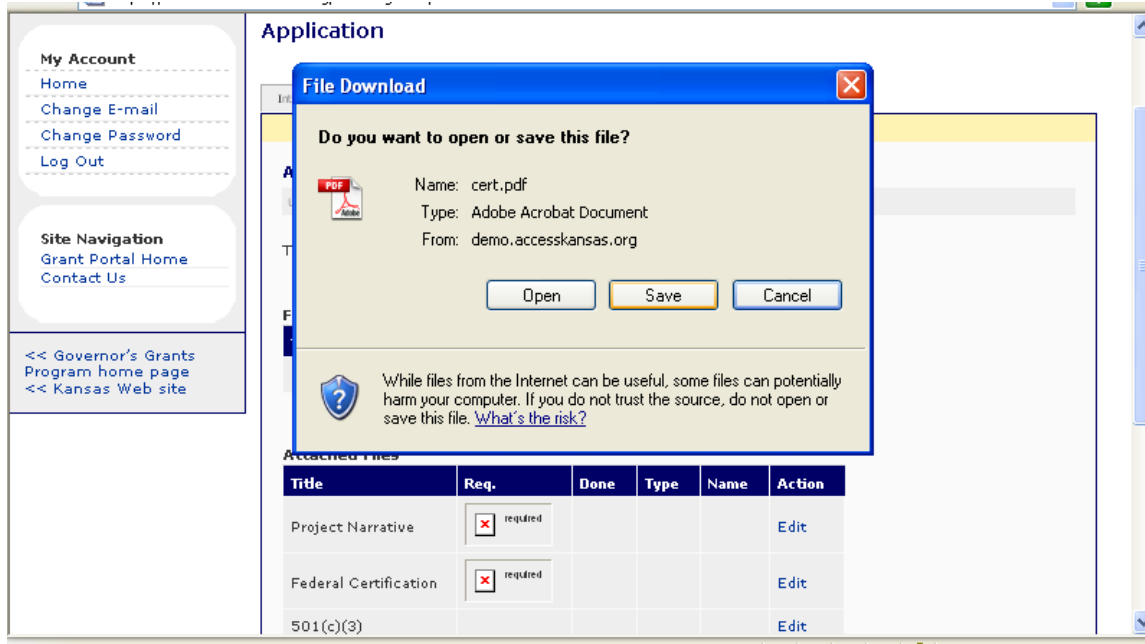 Application
My Account
Home
Change E-mail
Change Password
Log Out
Site Navigation
Grant Portal Home
Contact Us
<< Governor's Grants
Program home page
<< Kansas Web site
File Download
Do you want to open or save this file?
PDF
Adobe
Name: cert.pdf
Type: Adobe Acrobat Document
From: demo.accesskansas.org
Open Save Cancel
While files from the Internet can be useful, some files can potentially
harm your computer. If you do not trust the source, do not open or
save this file. What's the risk?
Attached Files
Title Req. Done Type Name Action
Project Narrative required Edit
Federal Certification required Edit
501(c)(3) Edit